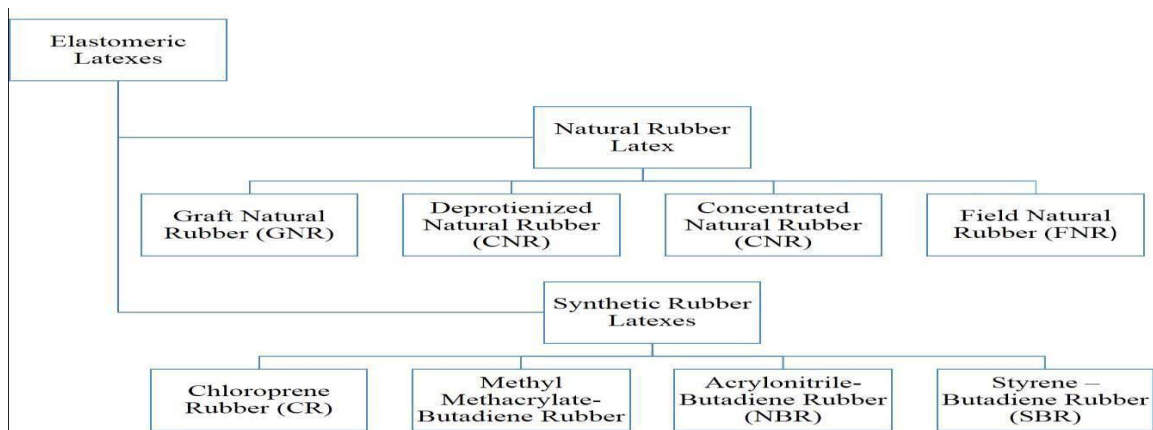 Elastomeric
Latexes
Natural Rubber
Latex
Graft Natural
Rubber (GNR)
Deprotienized
Natural Rubber
(CNR)
Concentrated
Natural Rubber
(CNR)
Field Natural
Rubber (FNR)
Synthetic Rubber
Latexes
Chloroprene
Rubber (CR)
Methyl
Methacrylate-
Butadiene Rubber
Acrylonitrile-
Butadiene Rubber
(NBR)
Styrene –
Butadiene Rubber
(SBR)